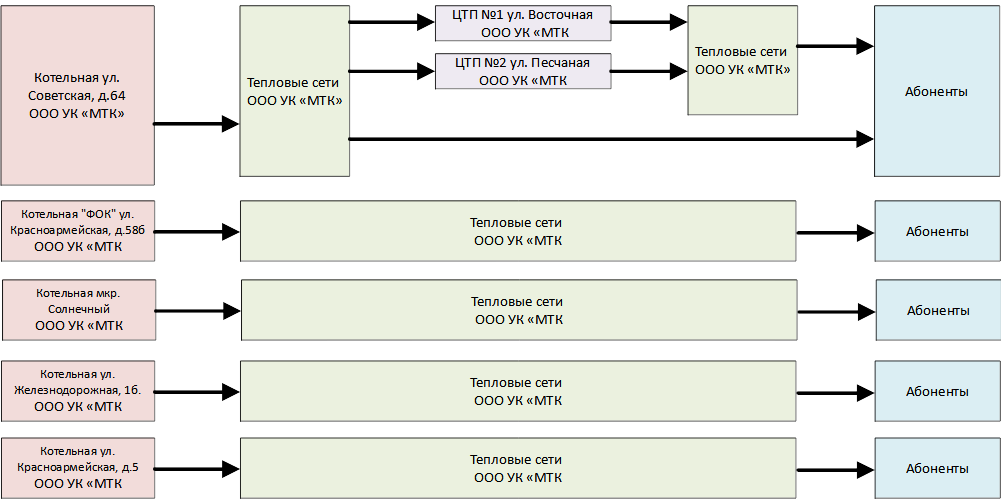 Котельная ул.
Советская, д.64
ООО УК «МТК»
Тепловые сети
ООО УК «МТК»
ЦТП №1 ул. Восточная
ООО УК «МТК
ЦТП №2 ул. Песчаная
ООО УК «МТК
Тепловые сети
ООО УК «МТК»
Абоненты
Котельная "ФОК" ул.
Красноармейская, д.58б
ООО УК «МТК
Тепловые сети
ООО УК «МТК
Абоненты
Котельная мкр.
Солнечный
ООО УК «МТК
Тепловые сети
ООО УК «МТК
Абоненты
Котельная ул.
Железнодорожная, 1б.
ООО УК «МТК
Тепловые сети
ООО УК «МТК
Абоненты
Котельная ул.
Красноармейская, д.5
ООО УК «МТК
Тепловые сети
ООО УК «МТК
Абоненты